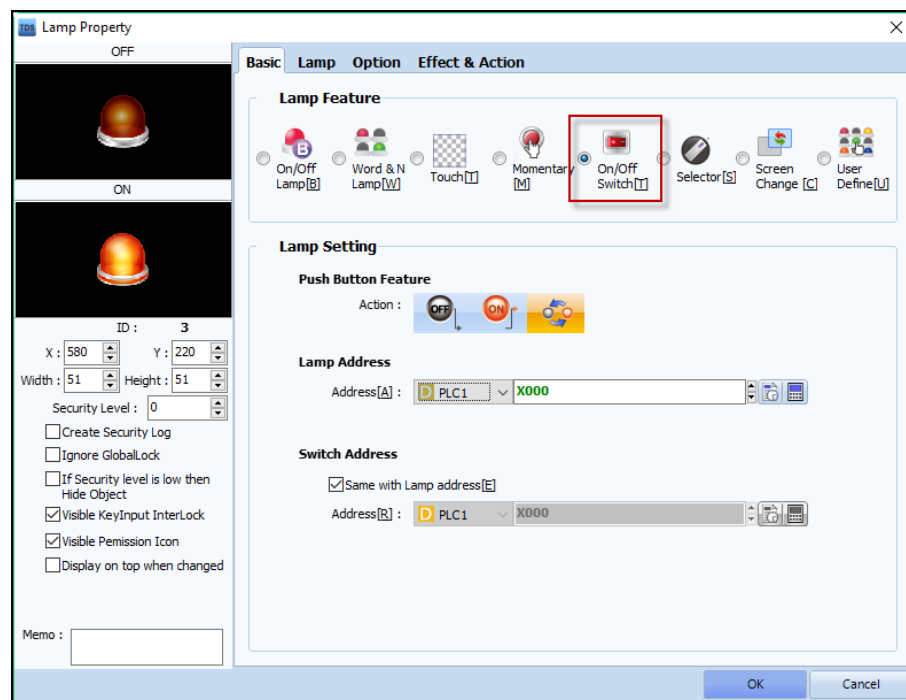 TDS Lamp Property
OFF
ON
ID : 3
X : 580 Y : 220
Width : 51 Height : 51
Security Level : 0
Create Security Log
Ignore GlobalLock
If Security level is low then
Hide Object
Visible KeyInput InterLock
Visible Pemission Icon
Display on top when changed
Memo :
Basic Lamp Option Effect & Action
Lamp Feature
B
On/Off
Lamp[B]
Word & N
Lamp[W]
Touch[T]
Momentary
[M]
On/Off
Switch[T]
Selector[S]
Screen
Change [C]
User
Define[U]
Lamp Setting
Push Button Feature
Action : OFF ON
Lamp Address
Address[A] : D PLC1 X000
Switch Address
Same with Lamp address[E]
Address[R] : D PLC1 X000
OK Cancel